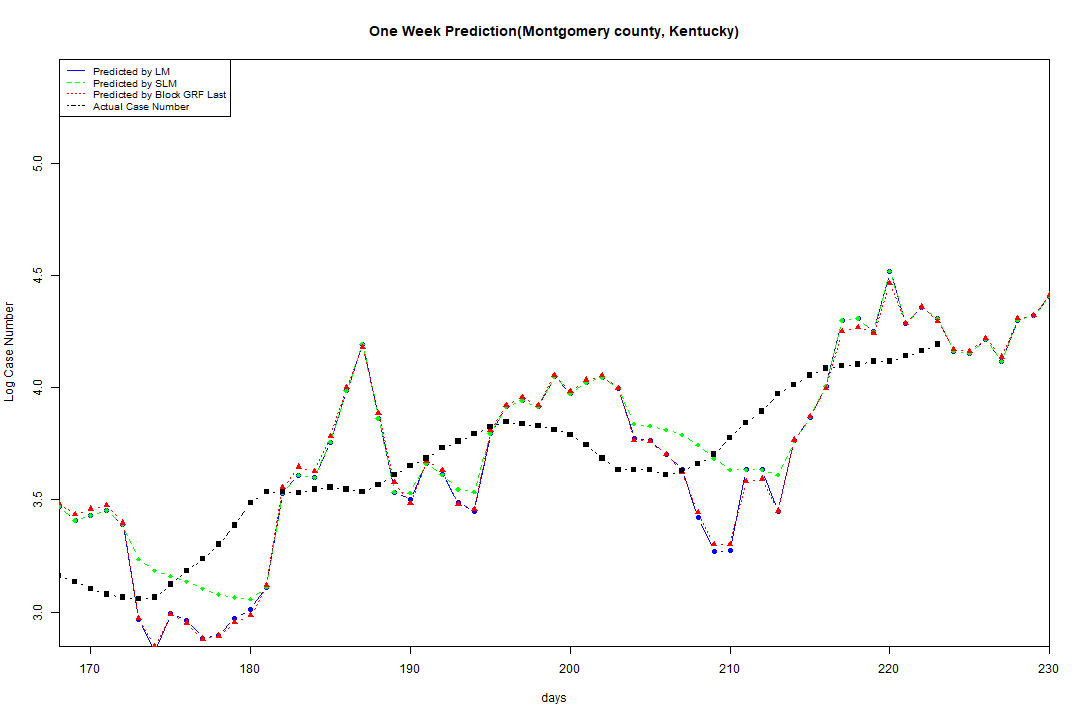 One Week Prediction(Montgomery county, Kentucky)
Predicted by LM
Predicted by SLM
Predicted by Block GRF Last
Actual Case Number
5.0
4.5
4.0
3.5
3.0
Log Case Number
170 180 190 200 210 220 230
days